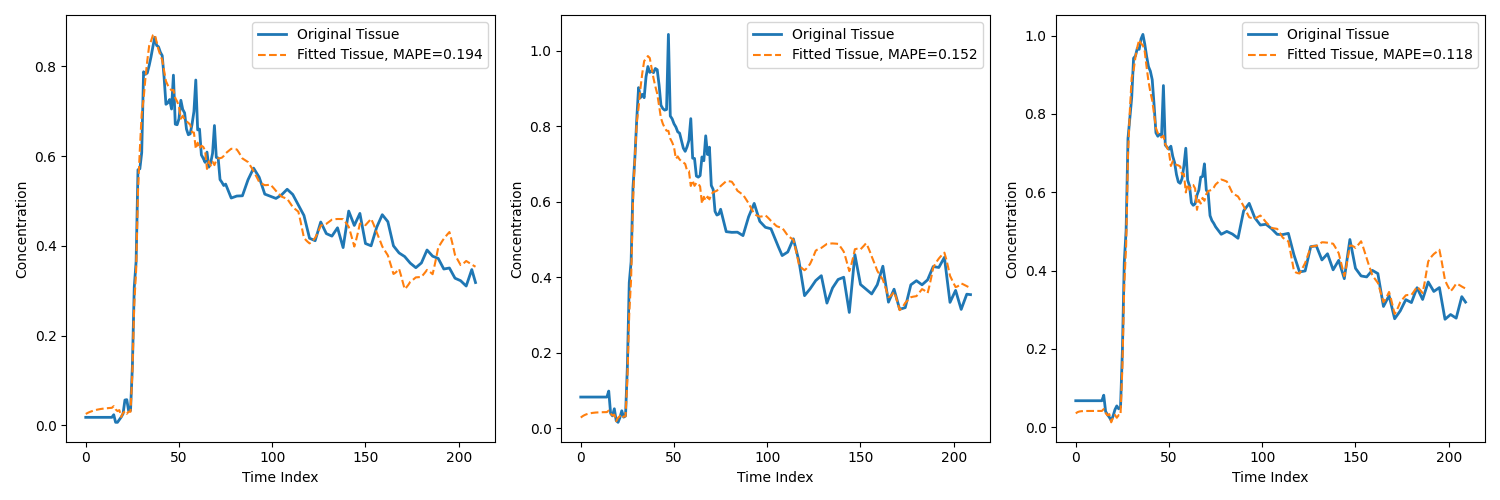 Original Tissue
Fitted Tissue, MAPE=0.194
0.8
0.6
0.4
0.2
0.0
Concentration
0 50 100 150 200
Time Index
Original Tissue
Fitted Tissue, MAPE=0.152
1.0
0.8
0.6
0.4
0.2
0.0
Concentration
0 50 100 150 200
Time Index
Original Tissue
Fitted Tissue, MAPE=0.118
1.0
0.8
0.6
0.4
0.2
0.0
Concentration
0 50 100 150 200
Time Index